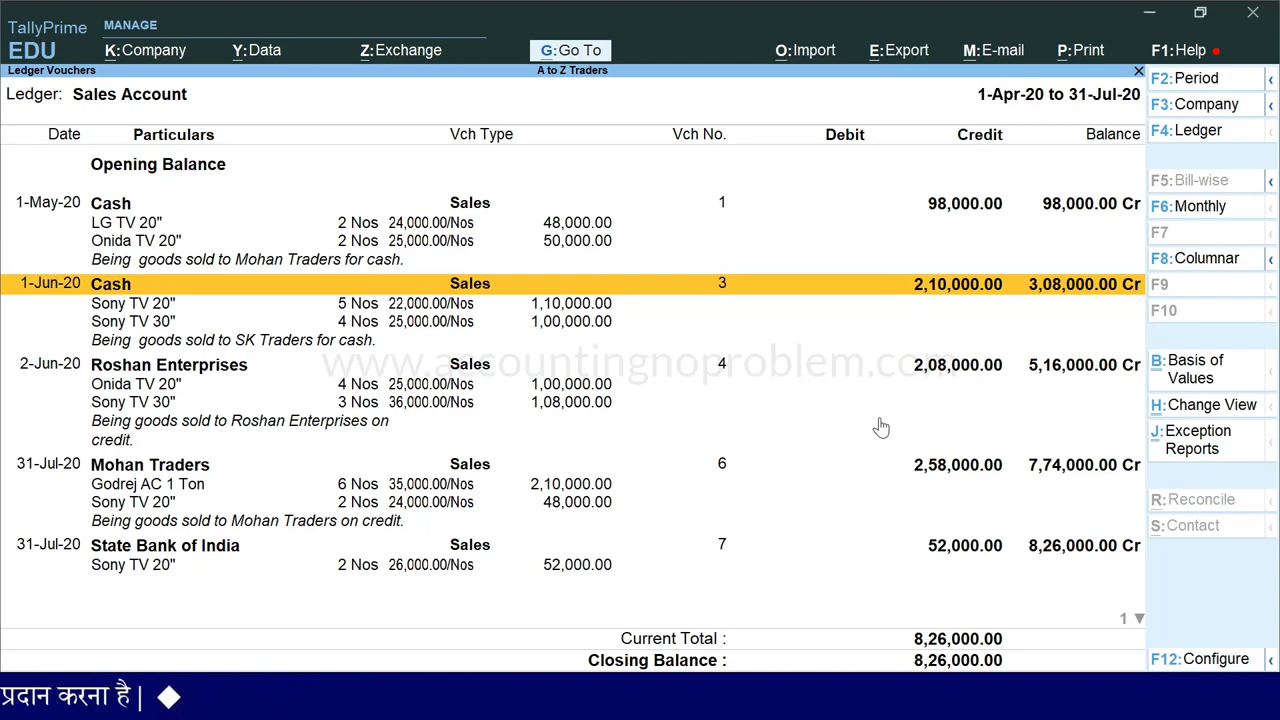 TallyPrime MANAGE
EDU K:Company Y:Data Z:Exchange G:Go To O:Import E:Export M:E-mail P:Print F1:Help
Ledger Vouchers A to Z Traders
Ledger: Sales Account 1-Apr-20 to 31-Jul-20
Date Particulars Vch Type Vch No. Debit Credit Balance
Opening Balance
1-May-20 Cash Sales 1 98,000.00 98,000.00 Cr
LG TV 20" 2 Nos 24,000.00/Nos 48,000.00
Onida TV 20" 2 Nos 25,000.00/Nos 50,000.00
Being goods sold to Mohan Traders for cash.
1-Jun-20 Cash Sales 3 2,10,000.00 3,08,000.00 Cr
Sony TV 20" 5 Nos 22,000.00/Nos 1,10,000.00
Sony TV 30" 4 Nos 25,000.00/Nos 1,00,000.00
Being goods sold to SK Traders for cash.
www.accountingnoproblem.com
2-Jun-20 Roshan Enterprises Sales 4 2,08,000.00 5,16,000.00 Cr
Onida TV 20" 4 Nos 25,000.00/Nos 1,00,000.00
Sony TV 30" 3 Nos 36,000.00/Nos 1,08,000.00
Being goods sold to Roshan Enterprises on
credit.
31-Jul-20 Mohan Traders Sales 6 2,58,000.00 7,74,000.00 Cr
Godrej AC 1 Ton 6 Nos 35,000.00/Nos 2,10,000.00
Sony TV 20" 2 Nos 24,000.00/Nos 48,000.00
Being goods sold to Mohan Traders on credit.
31-Jul-20 State Bank of India Sales 7 52,000.00 8,26,000.00 Cr
Sony TV 20" 2 Nos 26,000.00/Nos 52,000.00
1
Current Total : 8,26,000.00
Closing Balance : 8,26,000.00
F2:Period
F3:Company
F4:Ledger
F5:Bill-wise
F6:Monthly
F7
F8:Columnar
F9
F10
B:Basis of
Values
H:Change View
J:Exception
Reports
R:Reconcile
S:Contact
F12:Configure
प्रदान करना है |